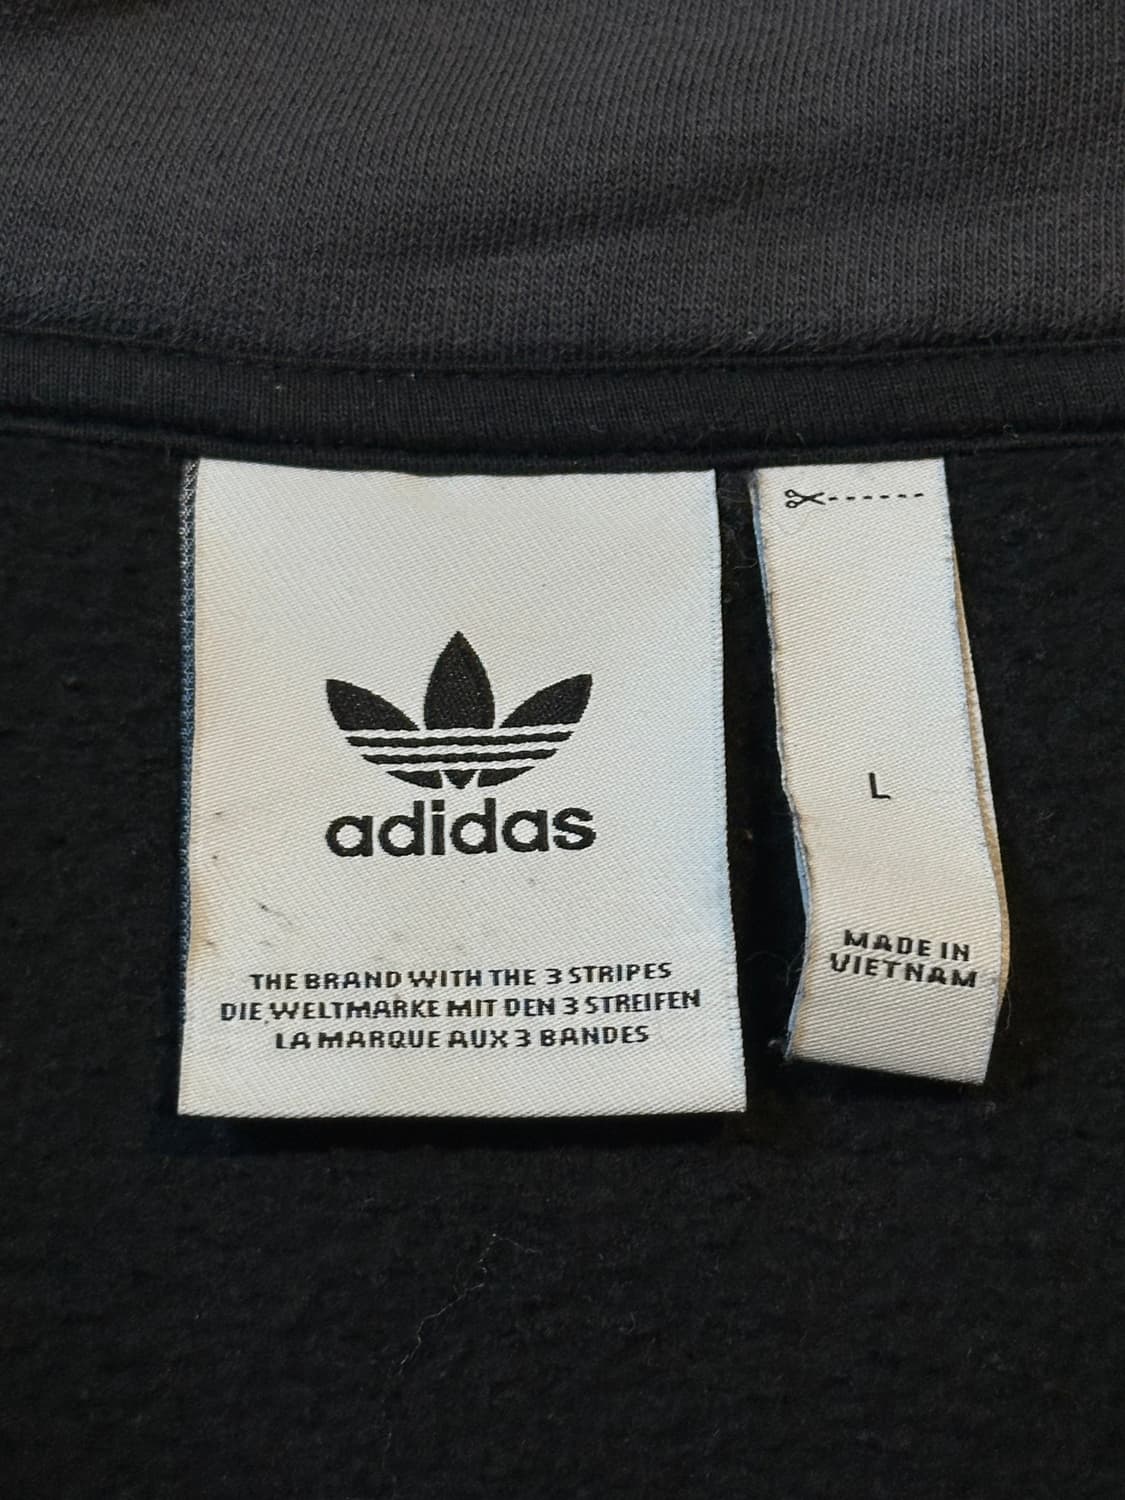 adidas
THE BRAND WITH THE 3 STRIPES
DIE WELTMARKE MIT DEN 3 STREIFEN
LA MARQUE AUX 3 BANDES
L
MADE IN
VIETNAM